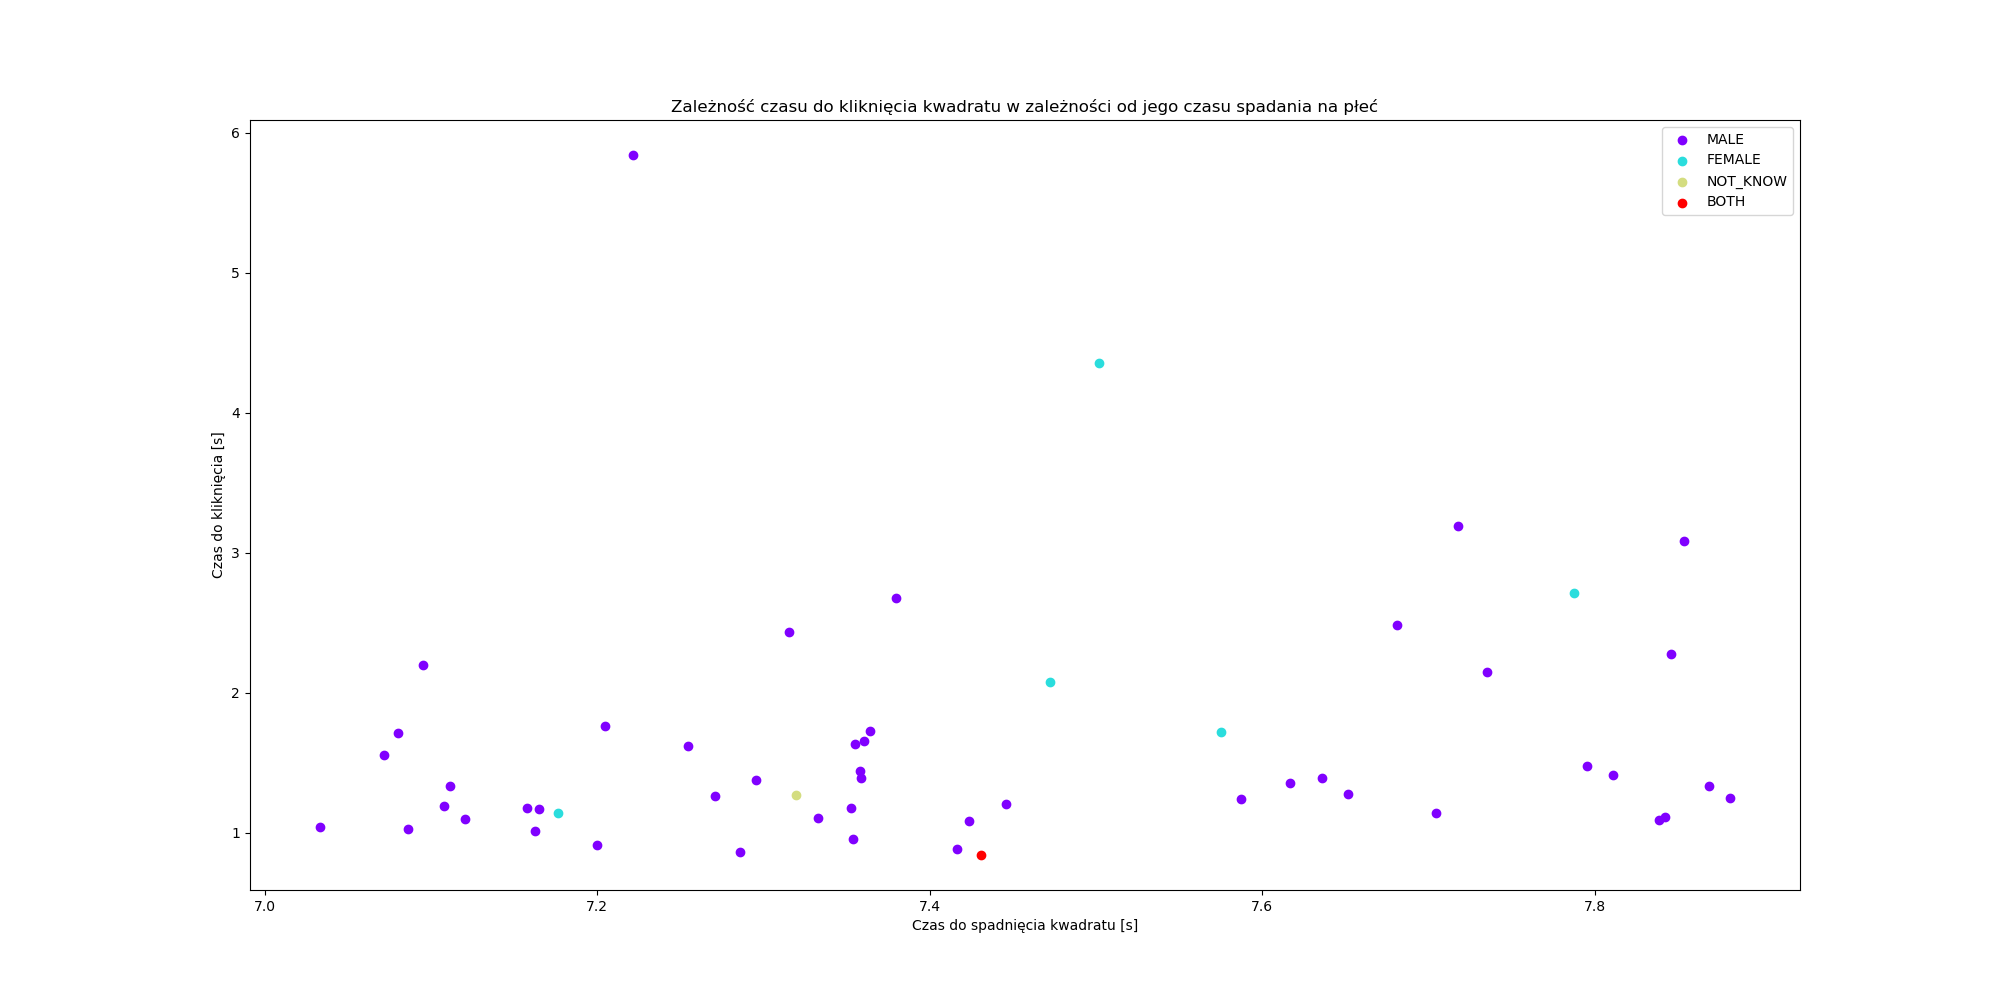 Zależność czasu do kliknięcia kwadratu w zależności od jego czasu spadania na płeć
6
5
4
3
2
1
Czas do kliknięcia [s]
MALE
FEMALE
NOT_KNOW
BOTH
7.0 7.2 7.4 7.6 7.8
Czas do spadnięcia kwadratu [s]